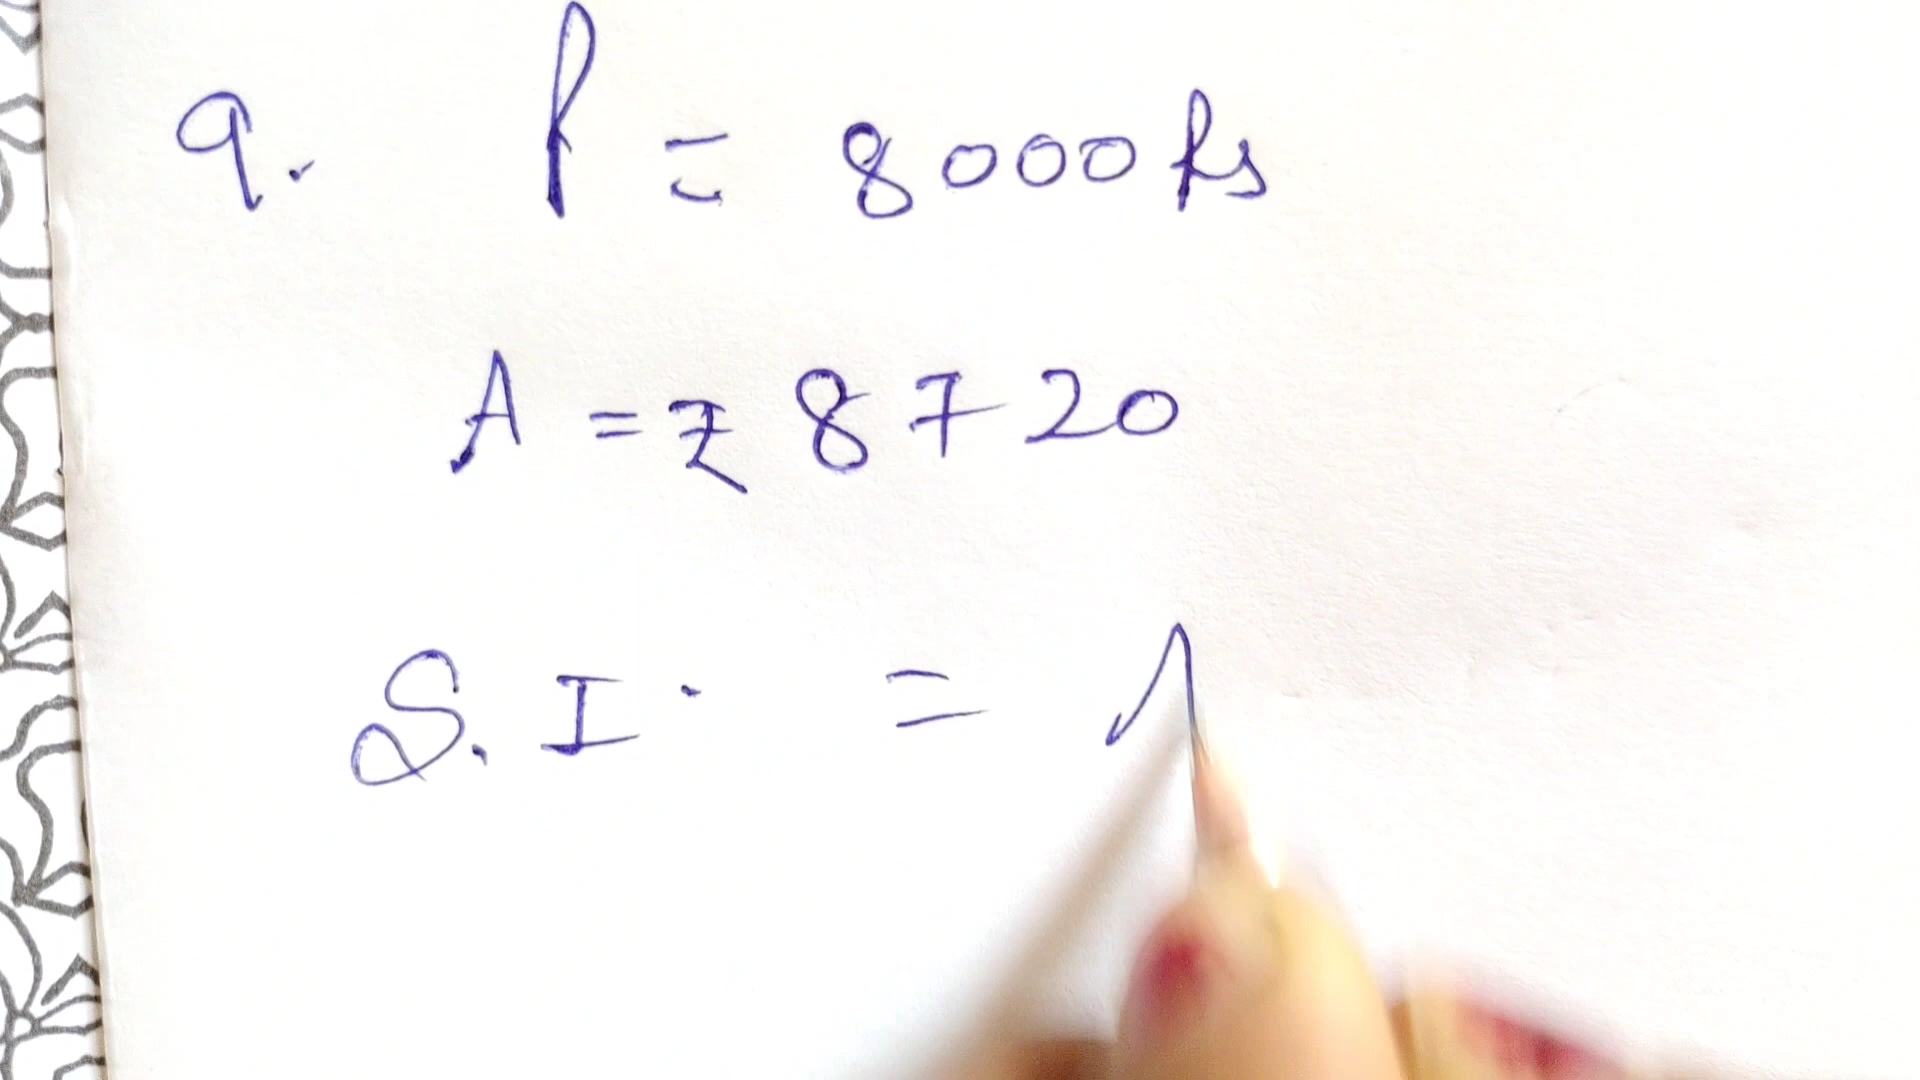 9. P = 8000 Rs
A = ₹ 8720
S. I. = A